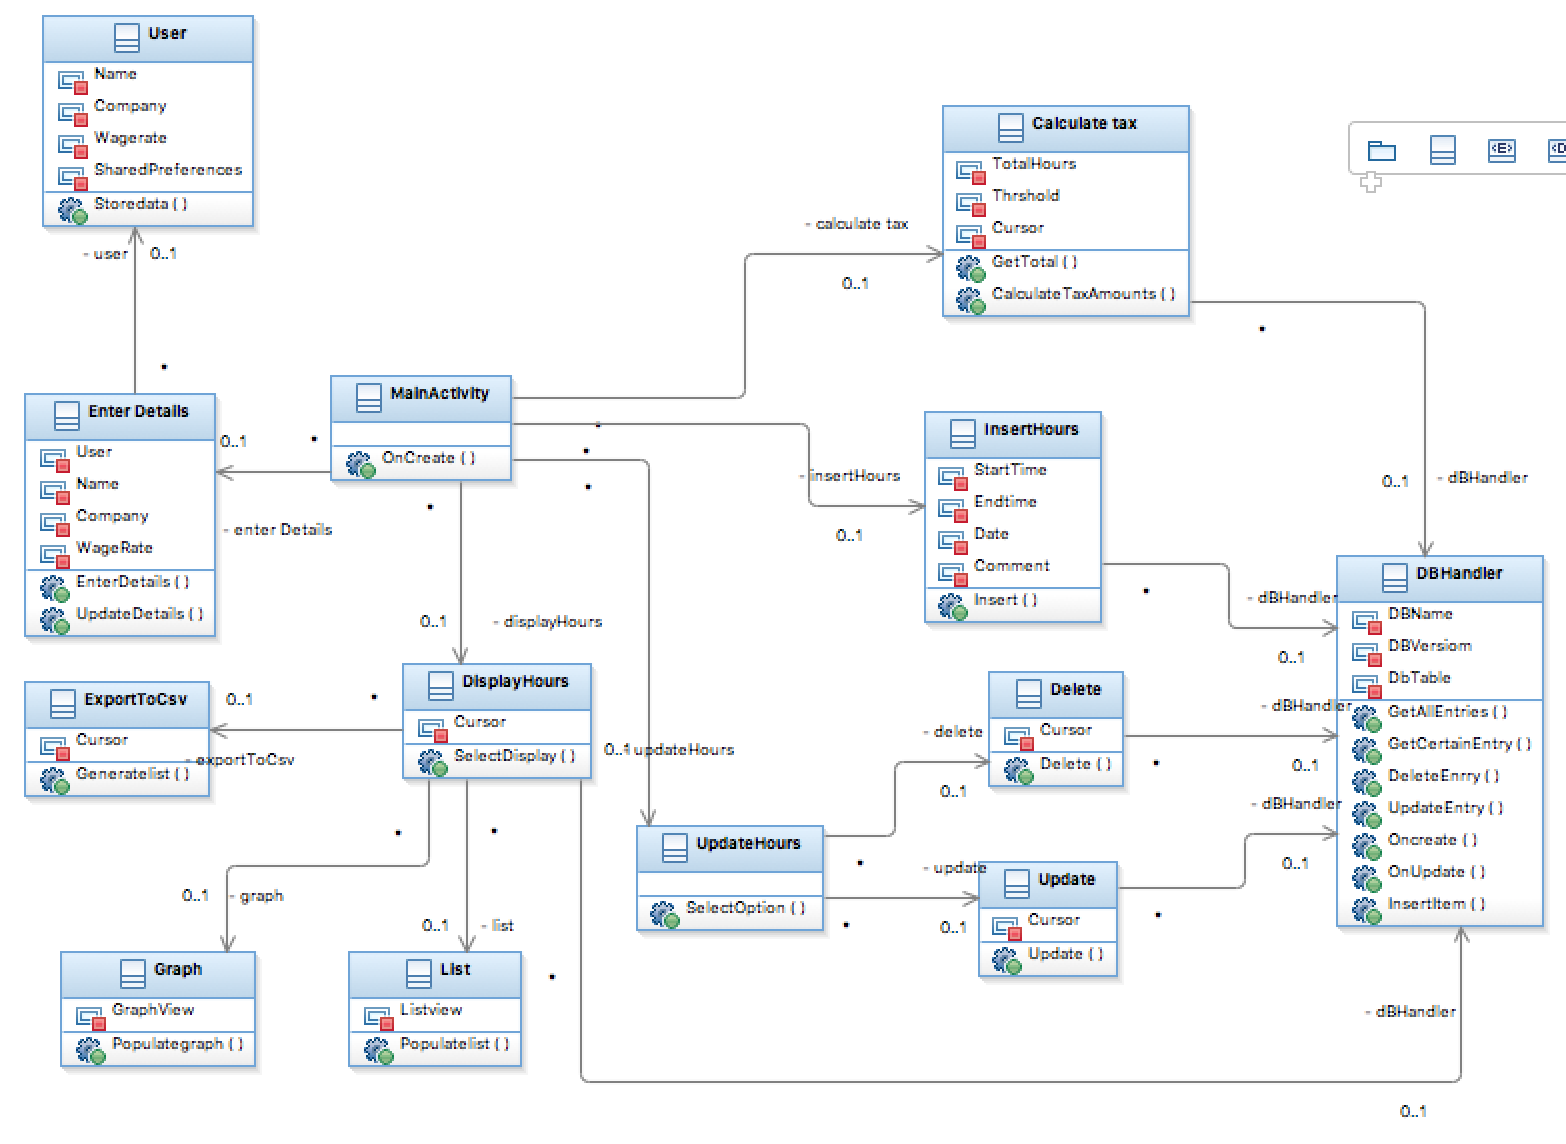 User
Name
Company
Wagerate
SharedPreferences
Storedata ( )
- user
0..1
*
Calculate tax
TotalHours
Thrshold
Cursor
GetTotal ( )
CalculateTaxAmounts ( )
- calculate tax
0..1
*
<E>
<D
Enter Details
User
Name
Company
WageRate
EnterDetails ( )
UpdateDetails ( )
0..1
*
- enter Details
MainActivity
OnCreate ( )
*
*
*
*
InsertHours
StartTime
Endtime
Date
Comment
Insert ( )
- insertHours
0..1
*
0..1
- dBHandler
- dBHandler
0..1
DBHandler
DBName
DBVersiom
DbTable
GetAllEntries ( )
GetCertainEntry ( )
DeleteEnrry ( )
UpdateEntry ( )
Oncreate ( )
OnUpdate ( )
InsertItem ( )
0..1
- displayHours
DisplayHours
Cursor
SelectDisplay ( )
ExportToCsv
Cursor
Generatelist ( )
0..1
*
- exportToCsv
0..1
updateHours
Delete
Cursor
Delete ( )
- delete
0..1
*
- dBHandler
0..1
UpdateHours
SelectOption ( )
*
*
- update
0..1
Update
Cursor
Update ( )
*
- dBHandler
0..1
*
*
0..1
- graph
0..1
- list
*
Graph
GraphView
Populategraph ( )
List
Listview
Populatelist ( )
- dBHandler
0..1